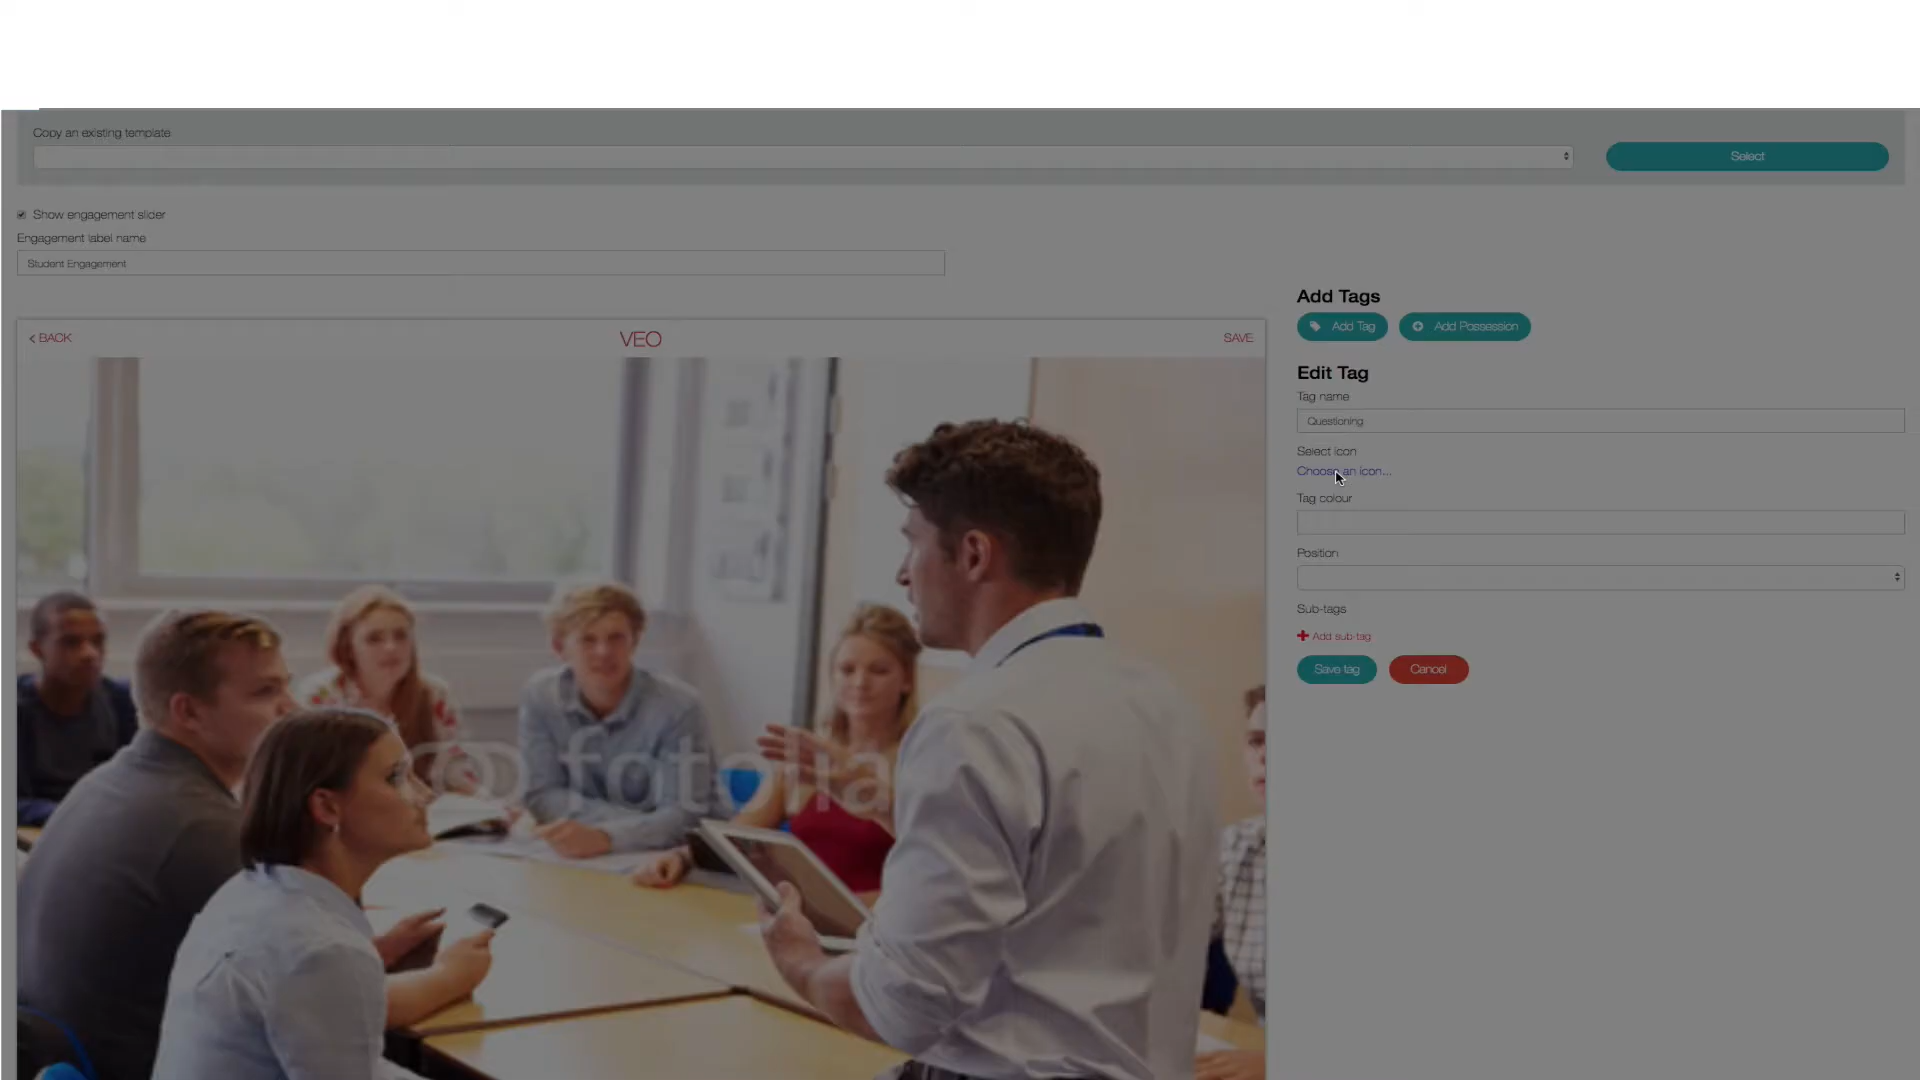 Copy an existing template
Select
Show engagement slider
Engagement label name
Student Engagement
Add Tags
Add Tag
Add Possession
BACK
VEO
SAVE
Edit Tag
Tag name
Questioning
Select icon
Choose an icon...
Tag colour
Position
Sub-tags
Add sub tag
Save tag
Cancel
fotolia